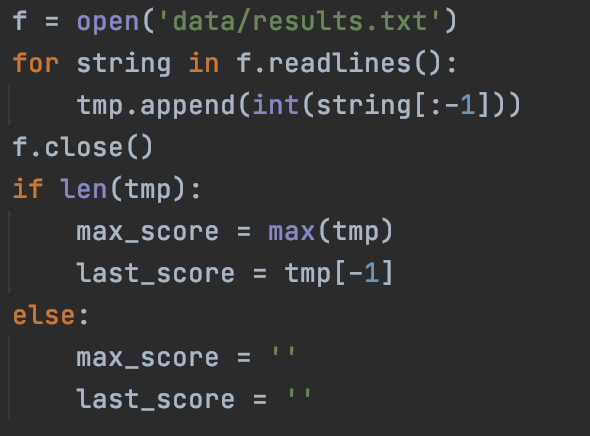 f = open('data/results.txt')
for string in f.readlines():
    tmp.append(int(string[:-1]))
f.close()
if len(tmp):
    max_score = max(tmp)
    last_score = tmp[-1]
else:
    max_score = ''
    last_score = ''